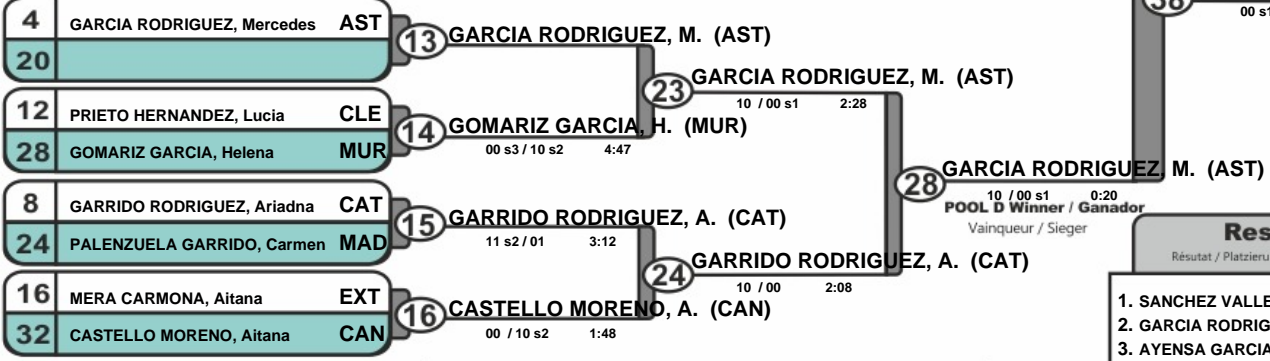 4 GARCIA RODRIGUEZ, Mercedes AST
20
13 GARCIA RODRIGUEZ, M. (AST)
12 PRIETO HERNANDEZ, Lucia CLE
28 GOMARIZ GARCIA, Helena MUR
14 GOMARIZ GARCIA, H. (MUR)
00 s3 / 10 s2 4:47
23 GARCIA RODRIGUEZ, M. (AST)
10 / 00 s1 2:28
8 GARRIDO RODRIGUEZ, Ariadna CAT
24 PALENZUELA GARRIDO, Carmen MAD
15 GARRIDO RODRIGUEZ, A. (CAT)
11 s2 / 01 3:12
16 MERA CARMONA, Aitana EXT
32 CASTELLO MORENO, Aitana CAN
16 CASTELLO MORENO, A. (CAN)
00 / 10 s2 1:48
24 GARRIDO RODRIGUEZ, A. (CAT)
10 / 00 2:08
28 GARCIA RODRIGUEZ, M. (AST)
10 / 00 s1 0:20
POOL D Winner / Ganador
Vainqueur / Sieger
38
00
Résutat / Platzieru
1. SANCHEZ
2. GARCIA
3. AYENSA GARCIA